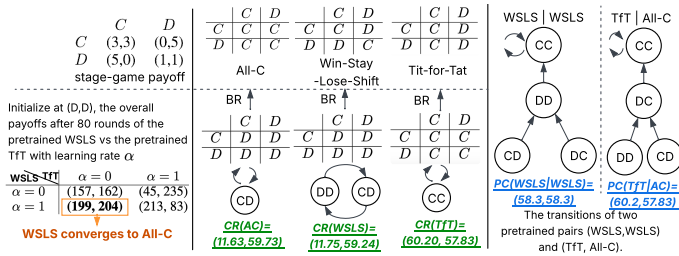 C D
C (3,3) (0,5)
D (5,0) (1,1)
stage-game payoff
Initialize at (D,D), the overall
payoffs after 80 rounds of the
pretrained WSLS vs the pretrained
TfT with learning rate α
WSLS TfT α = 0 α = 1
α = 0 (157, 162) (45, 235)
α = 1 (199, 204) (213, 83)
WSLS converges to All-C
C D
C C C
D C C
All-C
BR
C D
C D D
D D D
CD
CR(AC)=
(11.63,59.73)
C D
C C D
D D C
Win-Stay
-Lose-Shift
BR
C D
C D D
D D D
DD CD
CR(WSLS)=
(11.75,59.24)
C D
C C D
D C D
Tit-for-Tat
BR
C D
C C C
D C C
CC
CR(TfT)=
(60.20, 57.83)
WSLS | WSLS
CC
DD
CD DC
PC(WSLS|WSLS)=
(58.3,58.3)
TfT | All-C
CC
DC
DD CD
PC(TfT|AC)=
(60.2,57.83)
The transitions of two
pretrained pairs (WSLS,WSLS)
and (TfT, All-C).